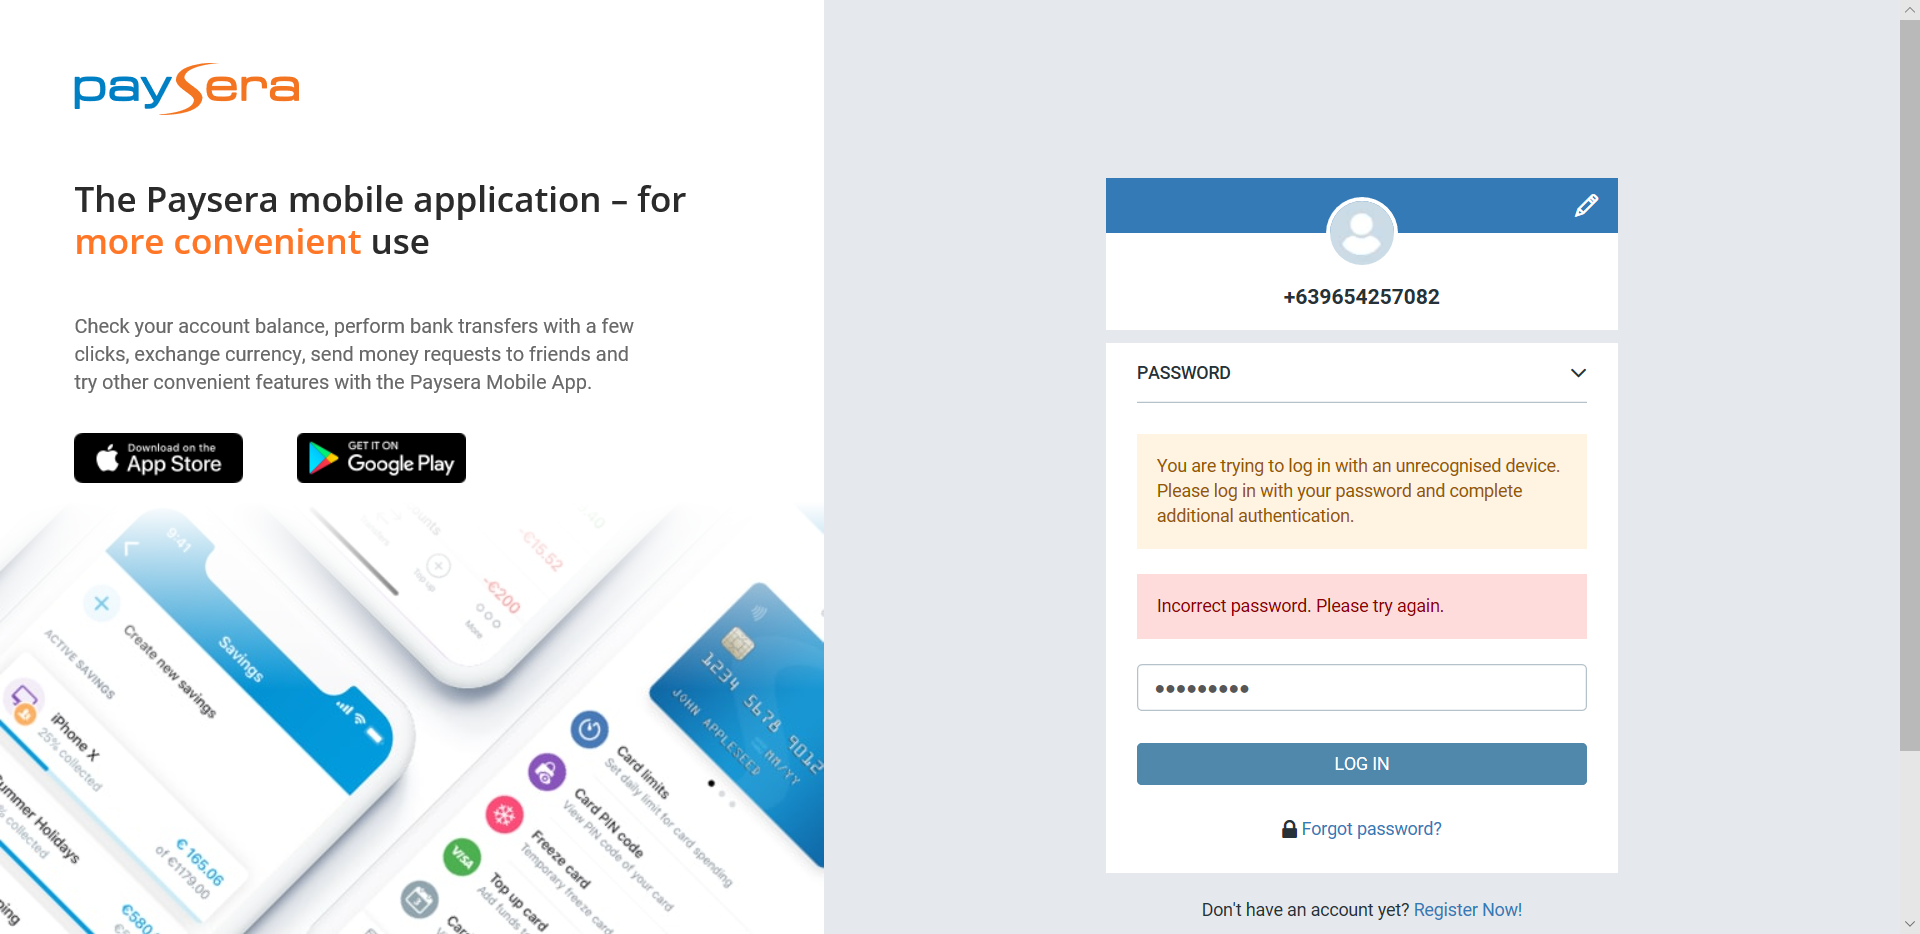 paysera
The Paysera mobile application – for
more convenient use
Check your account balance, perform bank transfers with a few
clicks, exchange currency, send money requests to friends and
try other convenient features with the Paysera Mobile App.
Download on the
App Store
GET IT ON
Google Play
9:41
Savings
Create new savings
ACTIVE SAVINGS
iPhone X
25% collected
€ 165.06
of €1179.00
ummer Holidays
% collected
€580.
ping
ounts
Top up
-€15.52
-€200
More
1234 5678 9012
JOHN APPLESEED
MM/YY
Card limits
Set daily limit for card spending
Card PIN code
View PIN code of your card
Freeze card
Temporary freeze card
VISA
Top up card
Add funds t
Car
+639654257082
PASSWORD
You are trying to log in with an unrecognised device.
Please log in with your password and complete
additional authentication.
Incorrect password. Please try again.
LOG IN
Forgot password?
Don't have an account yet? Register Now!